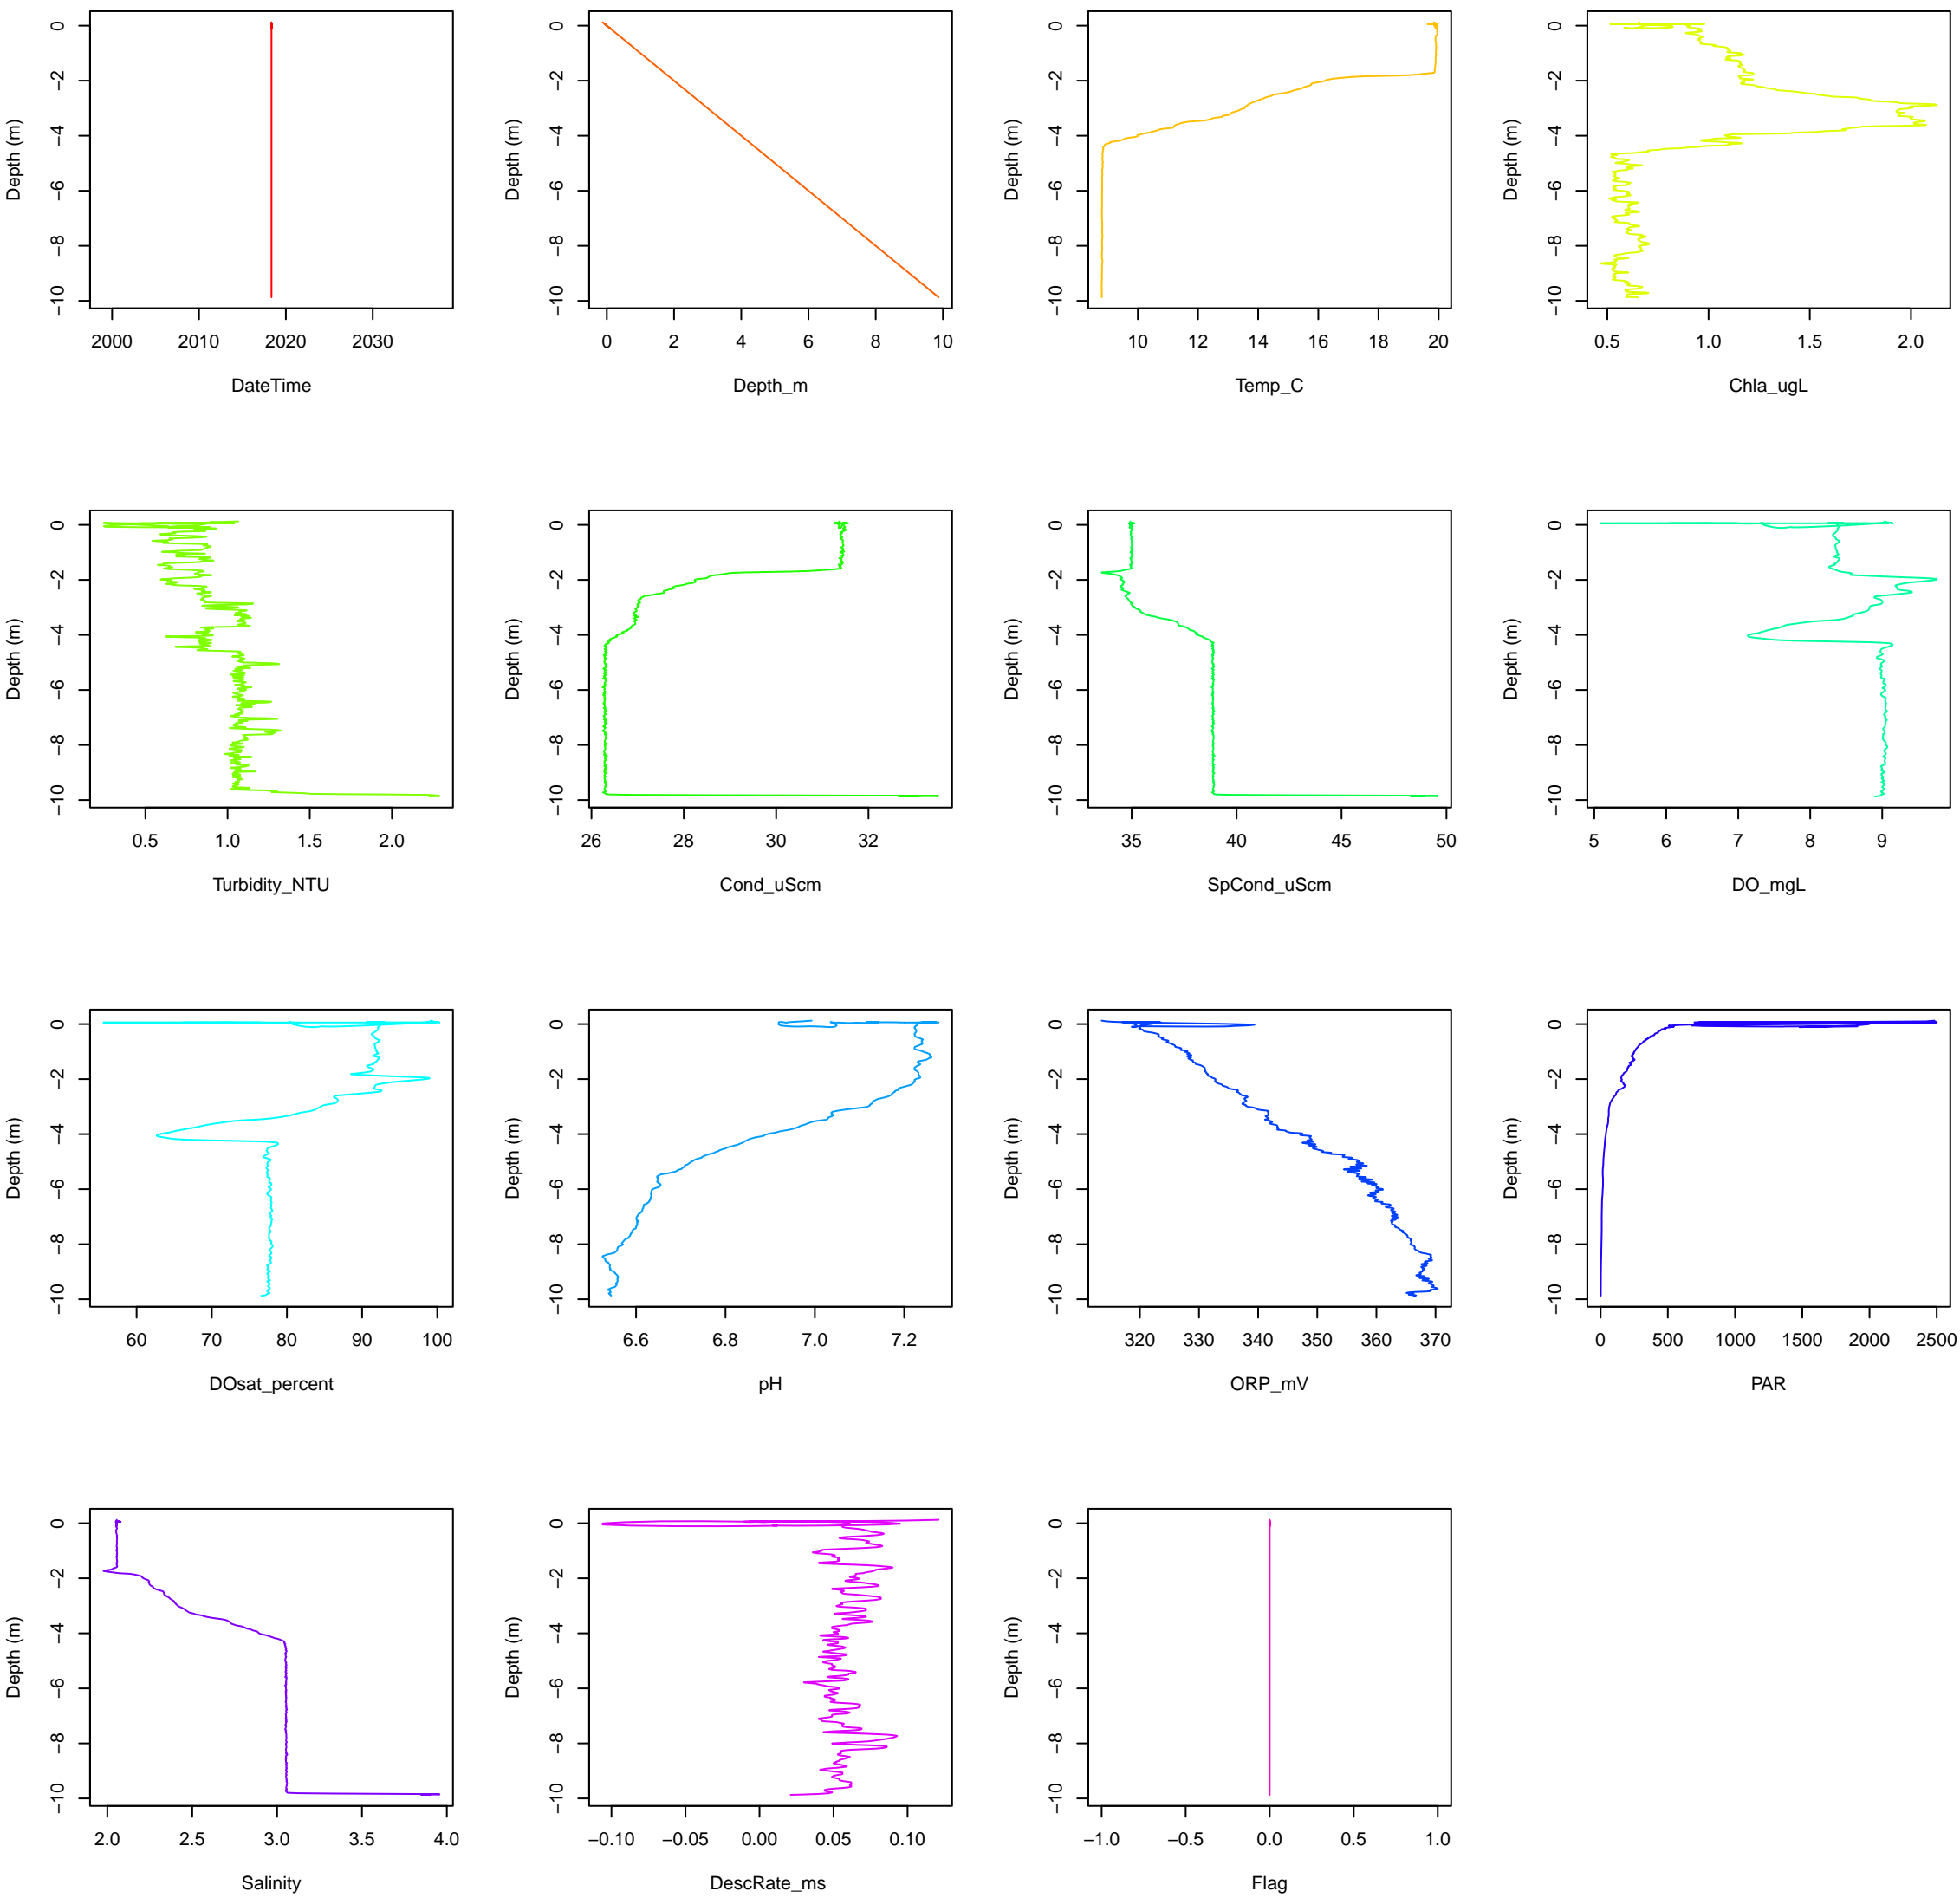 Depth (m)
0
−2
−4
−6
−8
−10
2000 2010 2020 2030
DateTime
Depth (m)
0
−2
−4
−6
−8
−10
0 2 4 6 8 10
Depth_m
Depth (m)
0
−2
−4
−6
−8
−10
10 12 14 16 18 20
Temp_C
Depth (m)
0
−2
−4
−6
−8
−10
0.5 1.0 1.5 2.0
Chla_ugL
Depth (m)
0
−2
−4
−6
−8
−10
0.5 1.0 1.5 2.0
Turbidity_NTU
Depth (m)
0
−2
−4
−6
−8
−10
26 28 30 32
Cond_uScm
Depth (m)
0
−2
−4
−6
−8
−10
35 40 45 50
SpCond_uScm
Depth (m)
0
−2
−4
−6
−8
−10
5 6 7 8 9
DO_mgL
Depth (m)
0
−2
−4
−6
−8
−10
60 70 80 90 100
DOsat_percent
Depth (m)
0
−2
−4
−6
−8
−10
6.6 6.8 7.0 7.2
pH
Depth (m)
0
−2
−4
−6
−8
−10
320 330 340 350 360 370
ORP_mV
Depth (m)
0
−2
−4
−6
−8
−10
0 500 1000 1500 2000 2500
PAR
Depth (m)
0
−2
−4
−6
−8
−10
2.0 2.5 3.0 3.5 4.0
Salinity
Depth (m)
0
−2
−4
−6
−8
−10
−0.10 −0.05 0.00 0.05 0.10
DescRate_ms
Depth (m)
0
−2
−4
−6
−8
−10
−1.0 −0.5 0.0 0.5 1.0
Flag